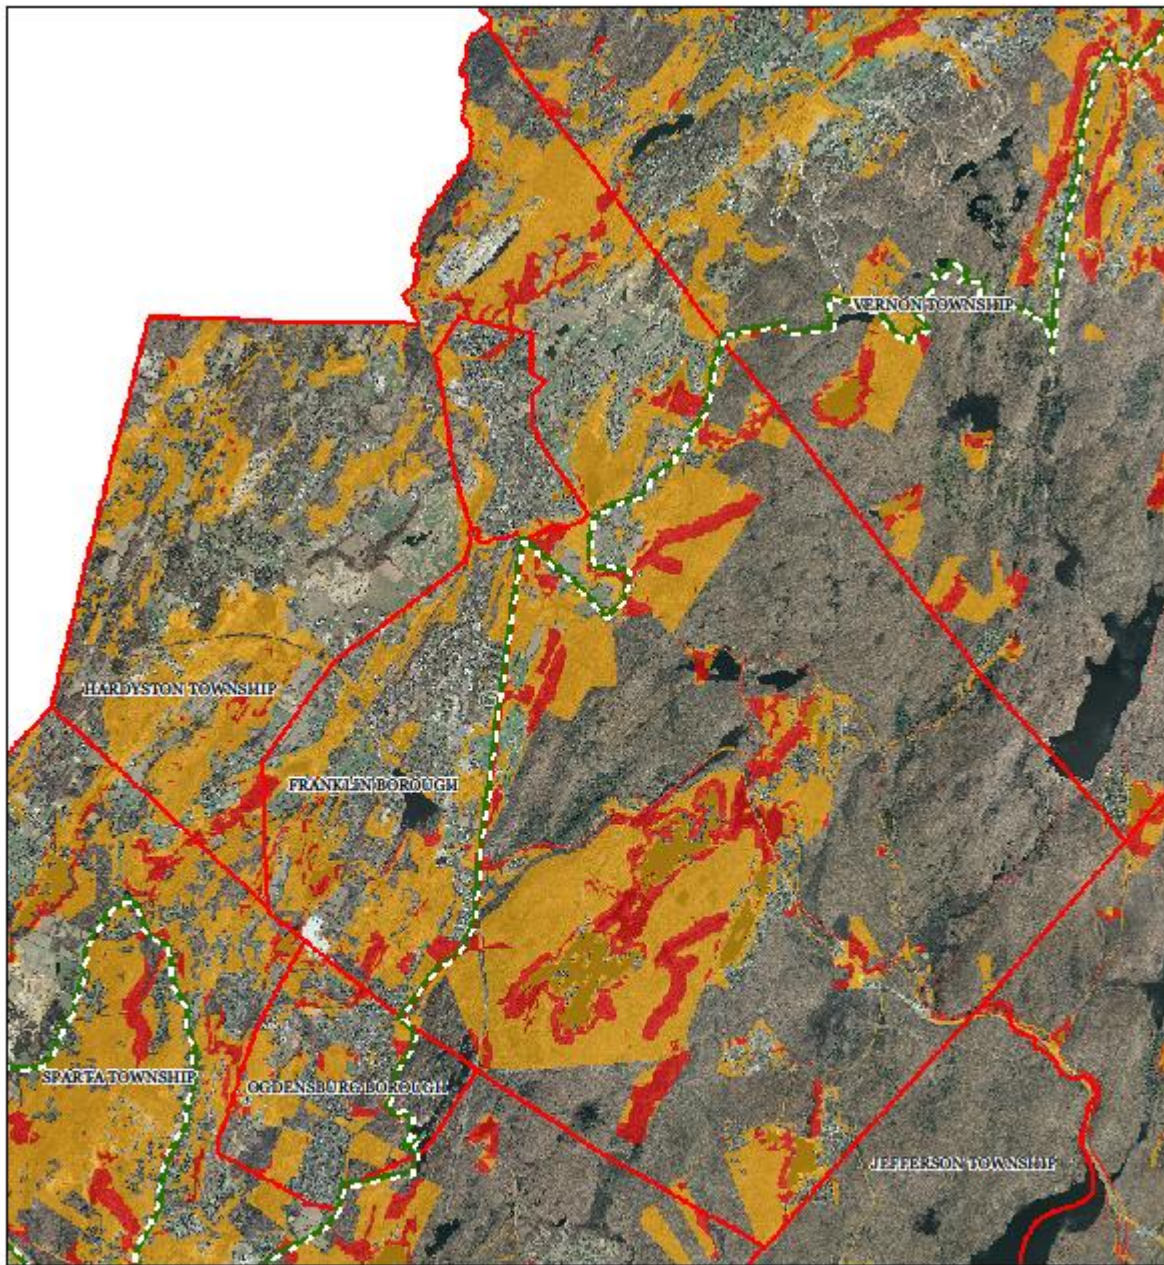 VERNON TOWNSHIP
HARDYSTON TOWNSHIP
FRANKLIN BOROUGH
SPARTA TOWNSHIP
OGDENSBURG BOROUGH
JEFFERSON TOWNSHIP